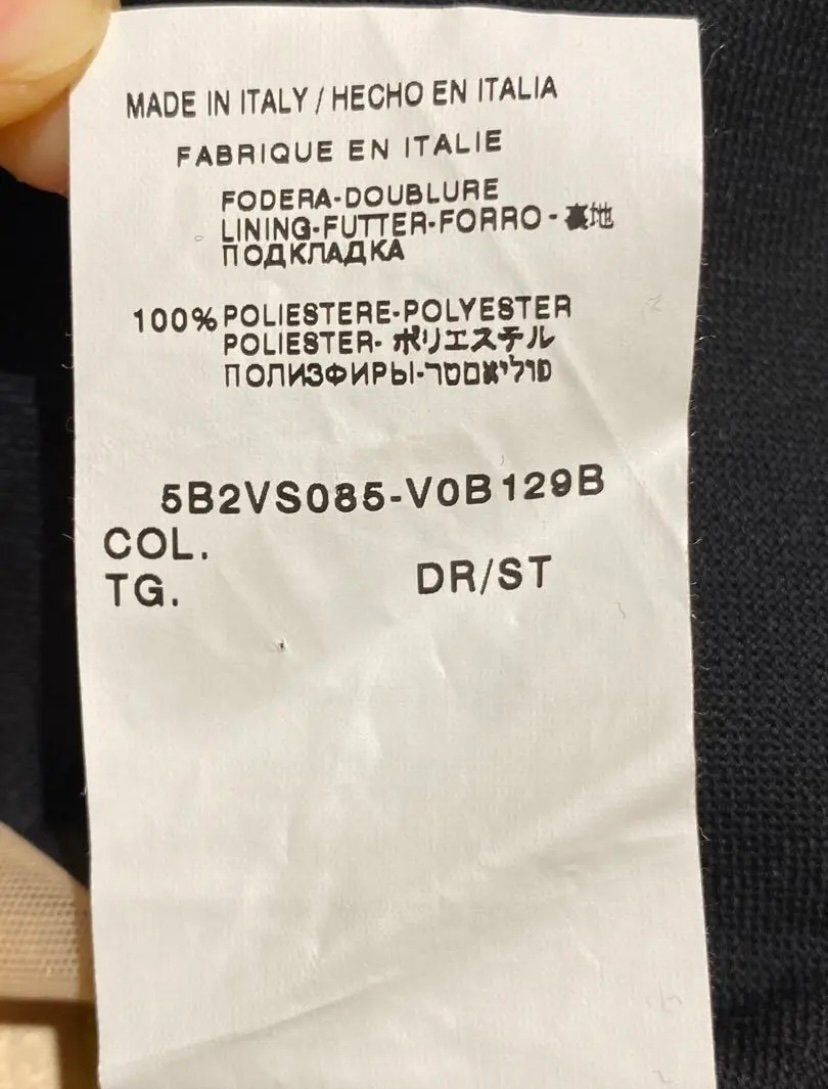 MADE IN ITALY / HECHO EN ITALIA
FABRIQUE EN ITALIE
FODERA-DOUBLURE
LINING-FUTTER-FORRO - 裏地
ПОДКЛАДКА
100% POLIESTERE-POLYESTER
POLIESTER- ポリエステル
ПОЛИЗФИРЫ-פוליאסטר
5B2VS085-V0B129B
COL.
TG. DR/ST